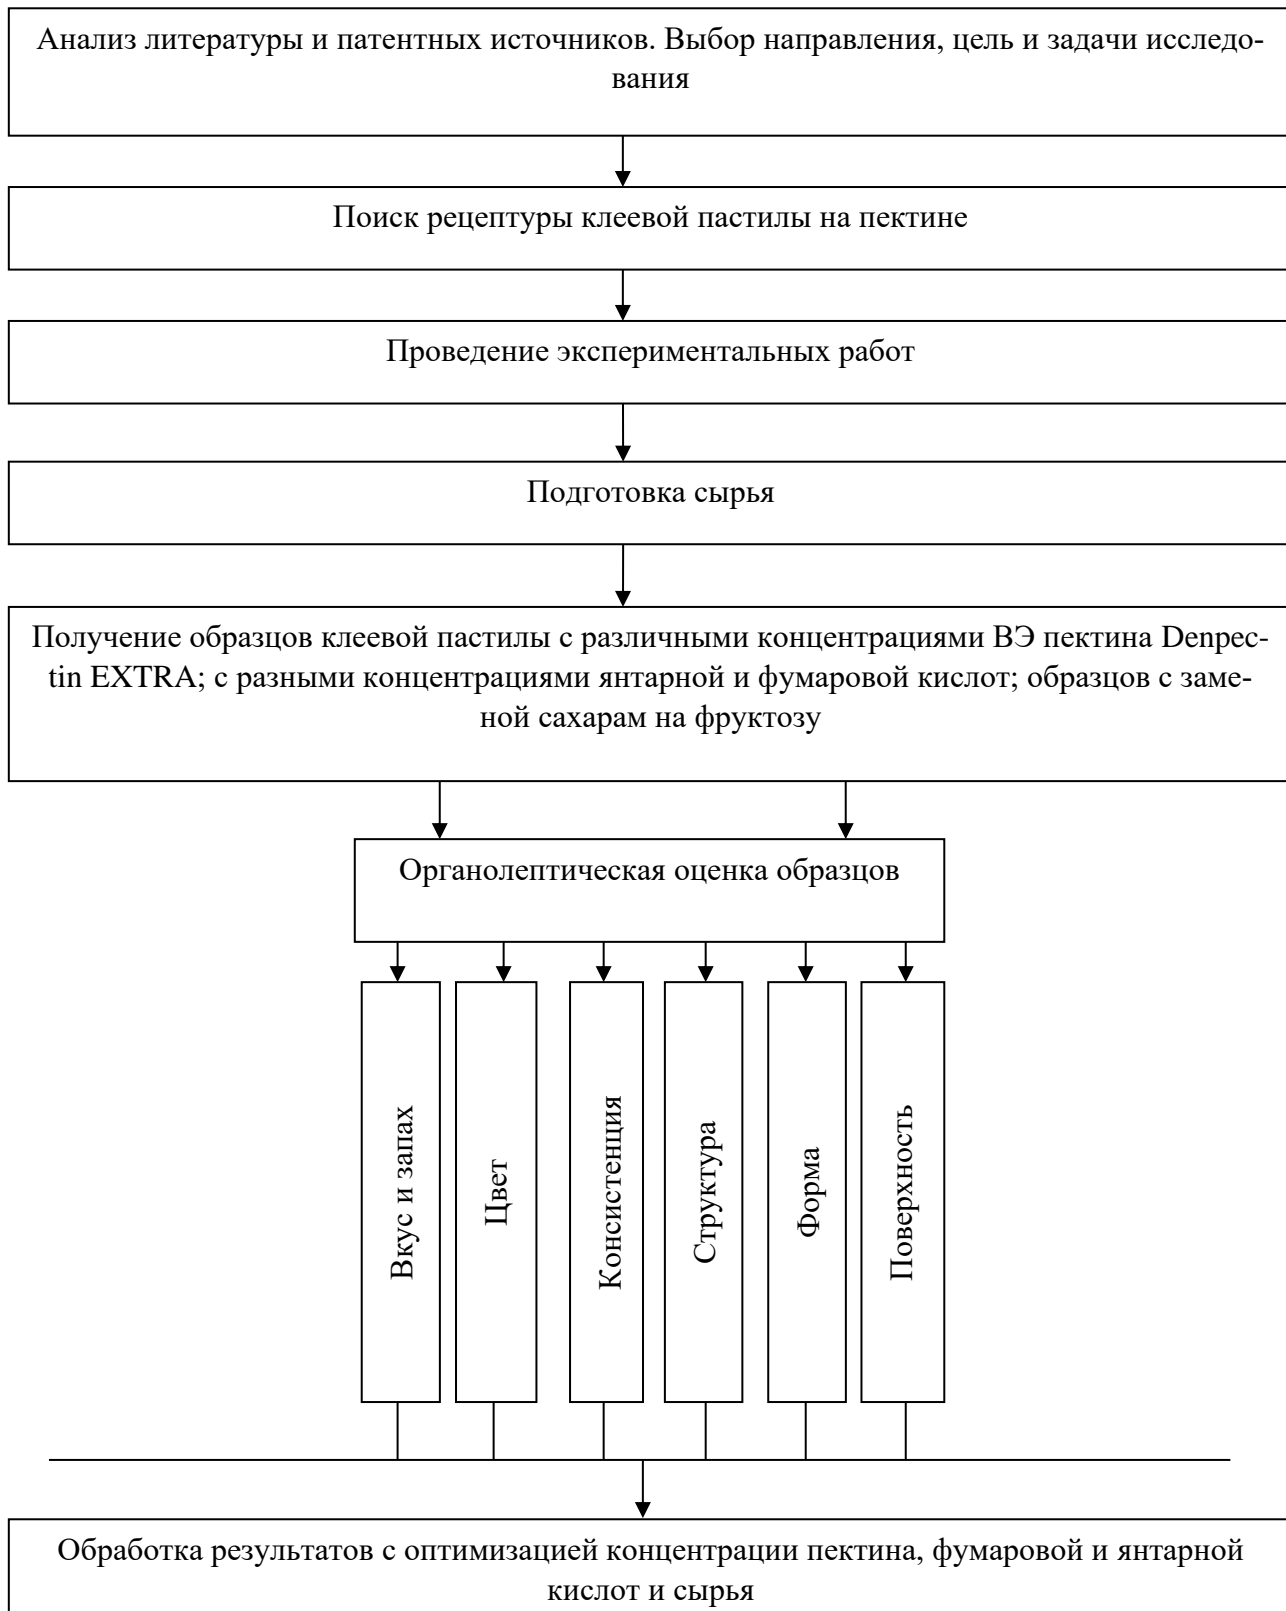 Анализ литературы и патентных источников. Выбор направления, цель и задачи исследо-
вания
Поиск рецептуры клеевой пастилы на пектине
Проведение экспериментальных работ
Подготовка сырья
Получение образцов клеевой пастилы с различными концентрациями ВЭ пектина Denpec-
tin EXTRA; с разными концентрациями янтарной и фумаровой кислот; образцов с заме-
ной сахарам на фруктозу
Органолептическая оценка образцов
Вкус и запах
Цвет
Консистенция
Структура
Форма
Поверхность
Обработка результатов с оптимизацией концентрации пектина, фумаровой и янтарной
кислот и сырья